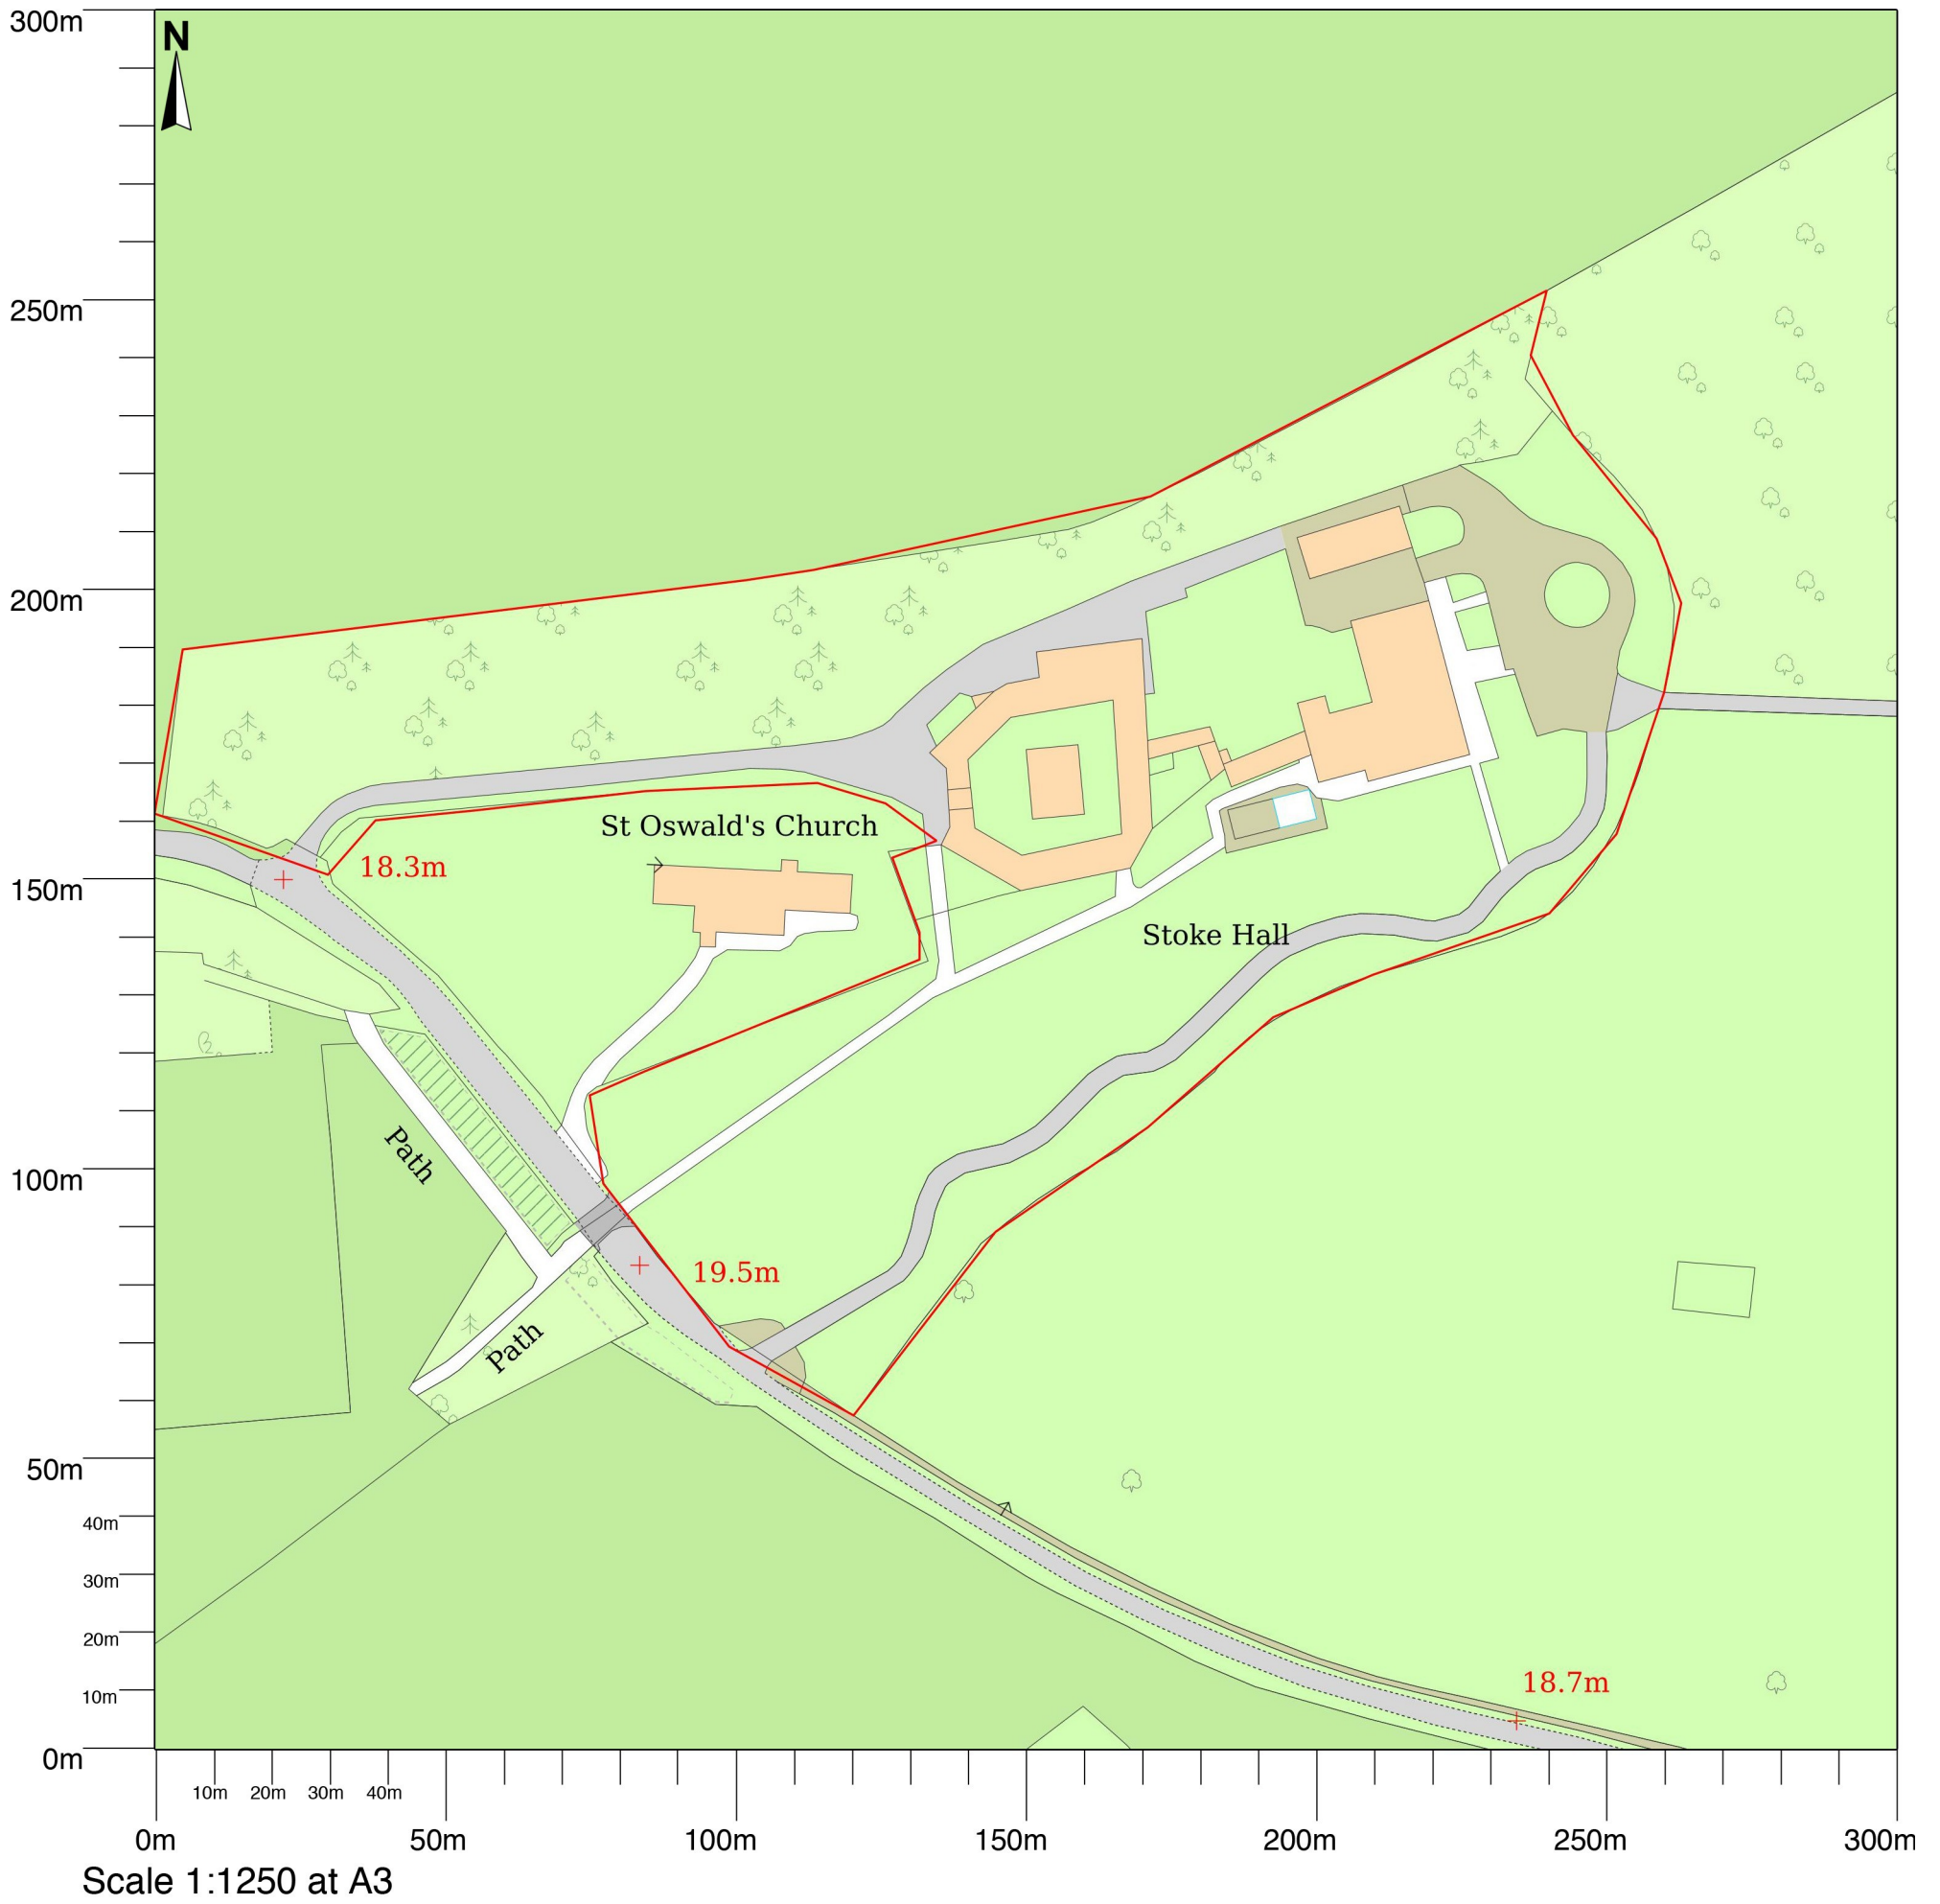 300m
N
250m
200m
St Oswald's Church
18.3m
150m
Stoke Hall
Path
100m
19.5m
Path
50m
40m
30m
20m
18.7m
10m
0m
10m 20m 30m 40m
0m 50m 100m 150m 200m 250m 300m
Scale 1:1250 at A3